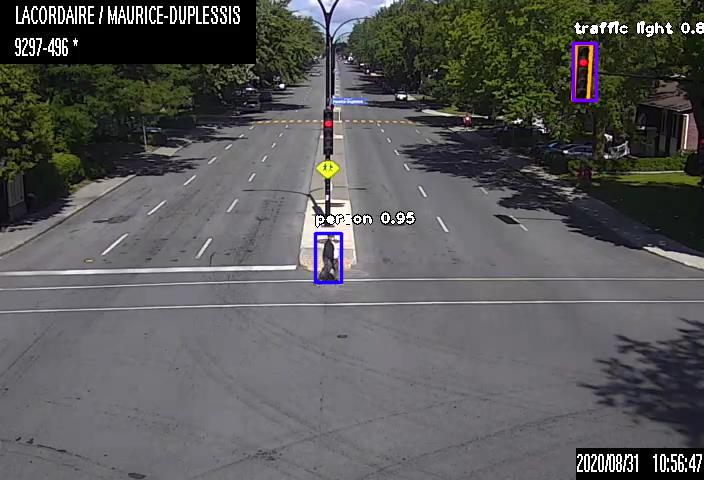 LACORDAIRE / MAURICE-DUPLESSIS
9297-496 *
traffic light 0.8
person 0.95
2020/08/31 10:56:47